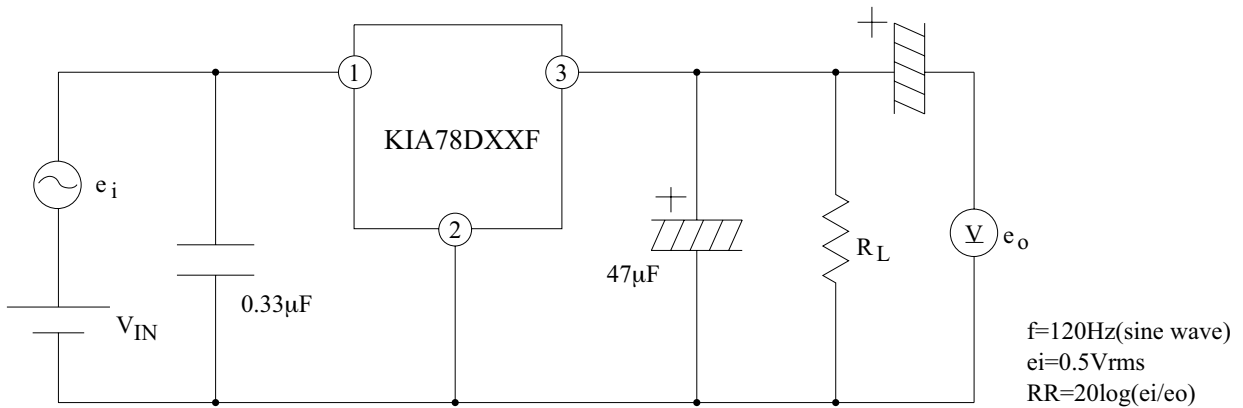 +
1
3
KIA78DXXF
e i
+
2
V
e o
R L
47μF
0.33μF
V IN
f=120Hz(sine wave)
ei=0.5Vrms
RR=20log(ei/eo)